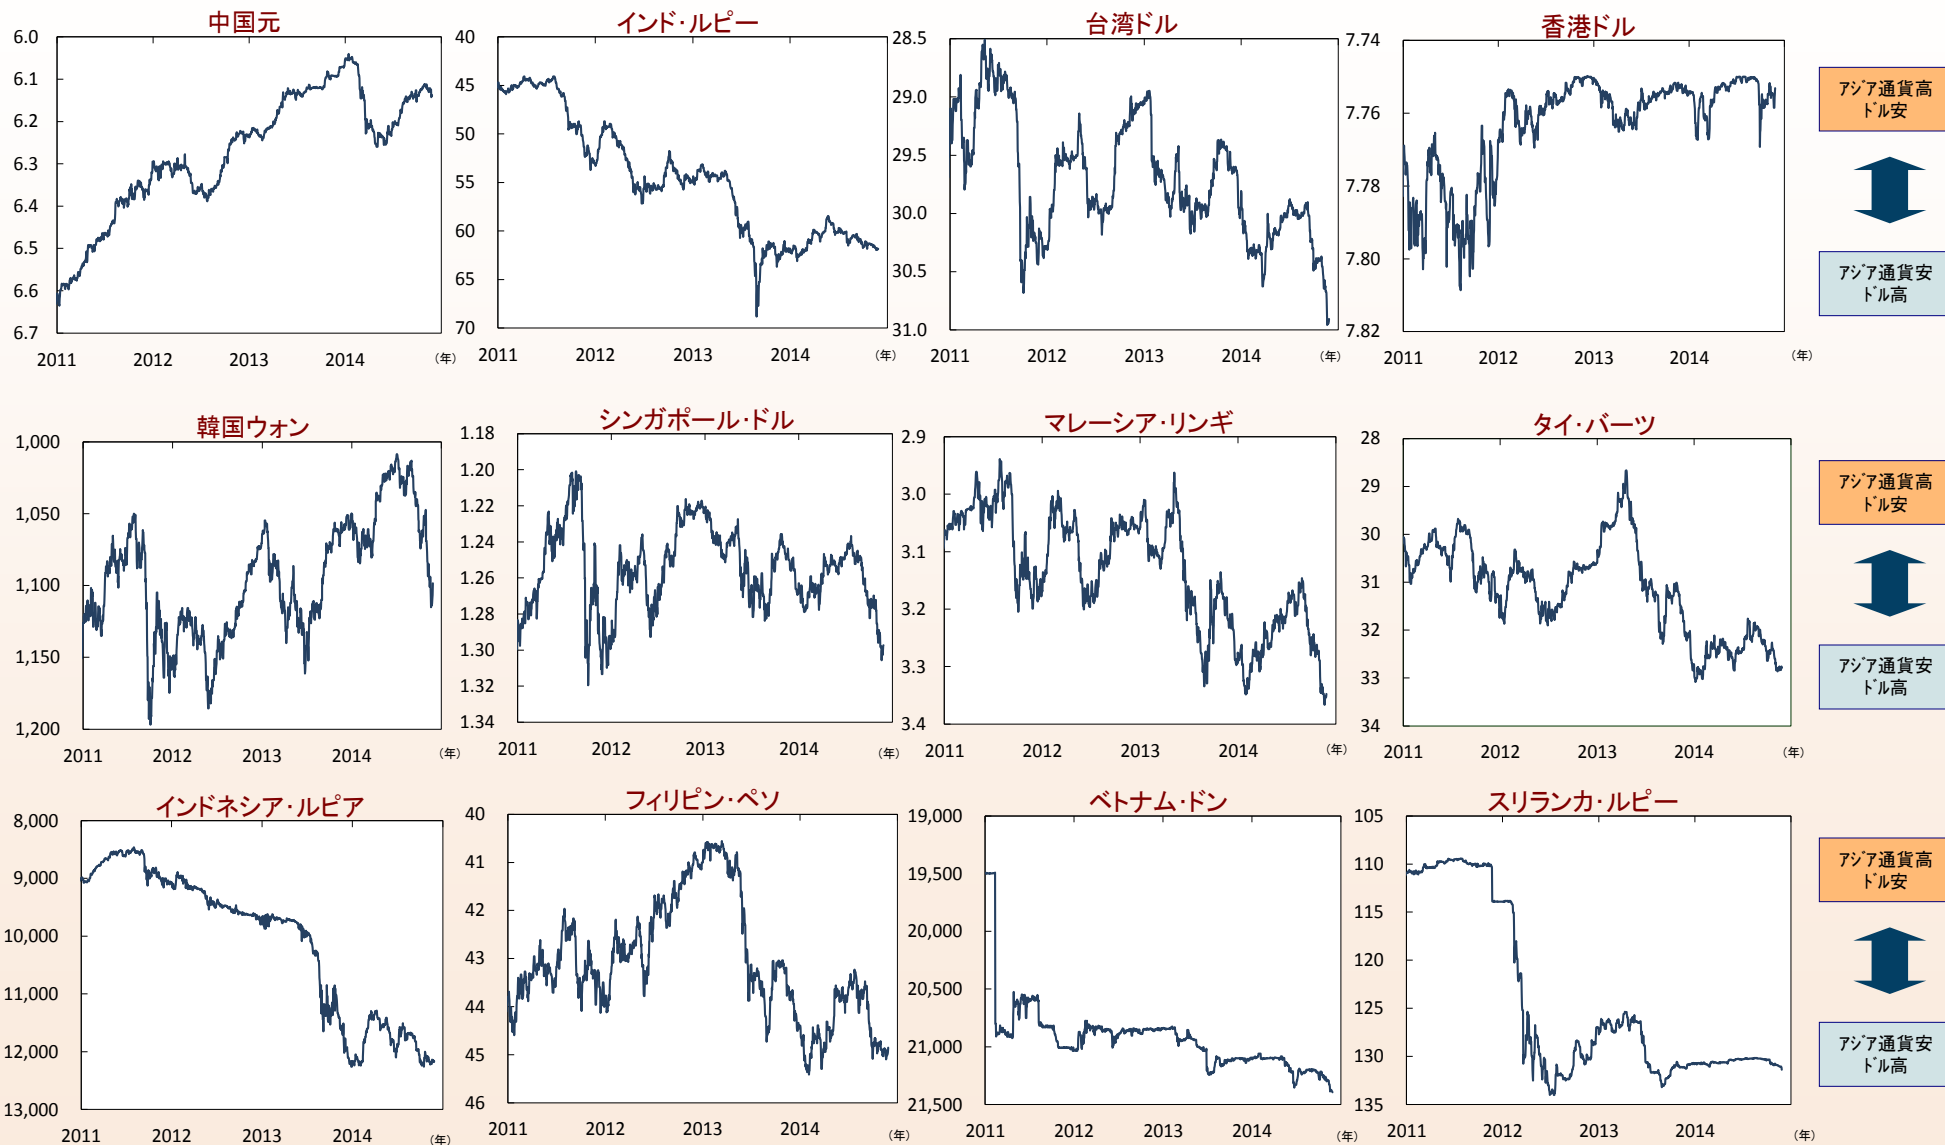 中国元
6.0
6.1
6.2
6.3
6.4
6.5
6.6
6.7
2011 2012 2013 2014 (年)
インド・ルピー
40
45
50
55
60
65
70
2011 2012 2013 2014 (年)
台湾ドル
28.5
29.0
29.5
30.0
30.5
31.0
2011 2012 2013 2014 (年)
香港ドル
7.74
7.76
7.78
7.80
7.82
2011 2012 2013 2014 (年)
アジア通貨高
ドル安
アジア通貨安
ドル高
韓国ウォン
1,000
1,050
1,100
1,150
1,200
2011 2012 2013 2014 (年)
シンガポール・ドル
1.18
1.20
1.22
1.24
1.26
1.28
1.30
1.32
1.34
2011 2012 2013 2014 (年)
マレーシア・リンギ
2.9
3.0
3.1
3.2
3.3
3.4
2011 2012 2013 2014 (年)
タイ・バーツ
28
29
30
31
32
33
34
2011 2012 2013 2014 (年)
アジア通貨高
ドル安
アジア通貨安
ドル高
インドネシア・ルピア
8,000
9,000
10,000
11,000
12,000
13,000
2011 2012 2013 2014 (年)
フィリピン・ペソ
40
41
42
43
44
45
46
2011 2012 2013 2014 (年)
ベトナム・ドン
19,000
19,500
20,000
20,500
21,000
21,500
2011 2012 2013 2014 (年)
スリランカ・ルピー
105
110
115
120
125
130
135
2011 2012 2013 2014 (年)
アジア通貨高
ドル安
アジア通貨安
ドル高